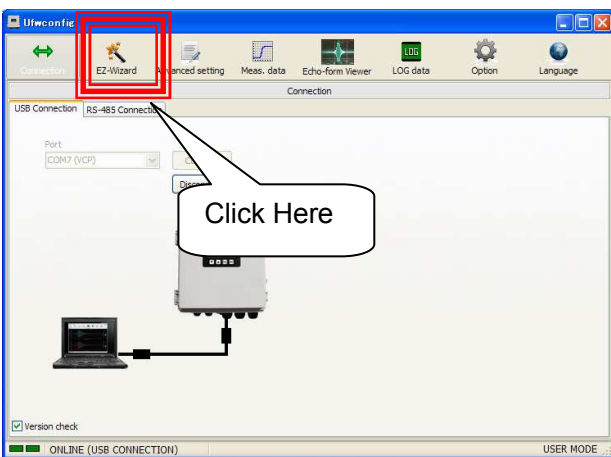 Ufwconfig
Connection EZ-Wizard Advanced setting Meas. data Echo-form Viewer LOG data Option Language
LOG
Connection
USB Connection RS-485 Connection
Port
COM7 (VCP)
Click Here
Version check
ONLINE (USB CONNECTION) USER MODE